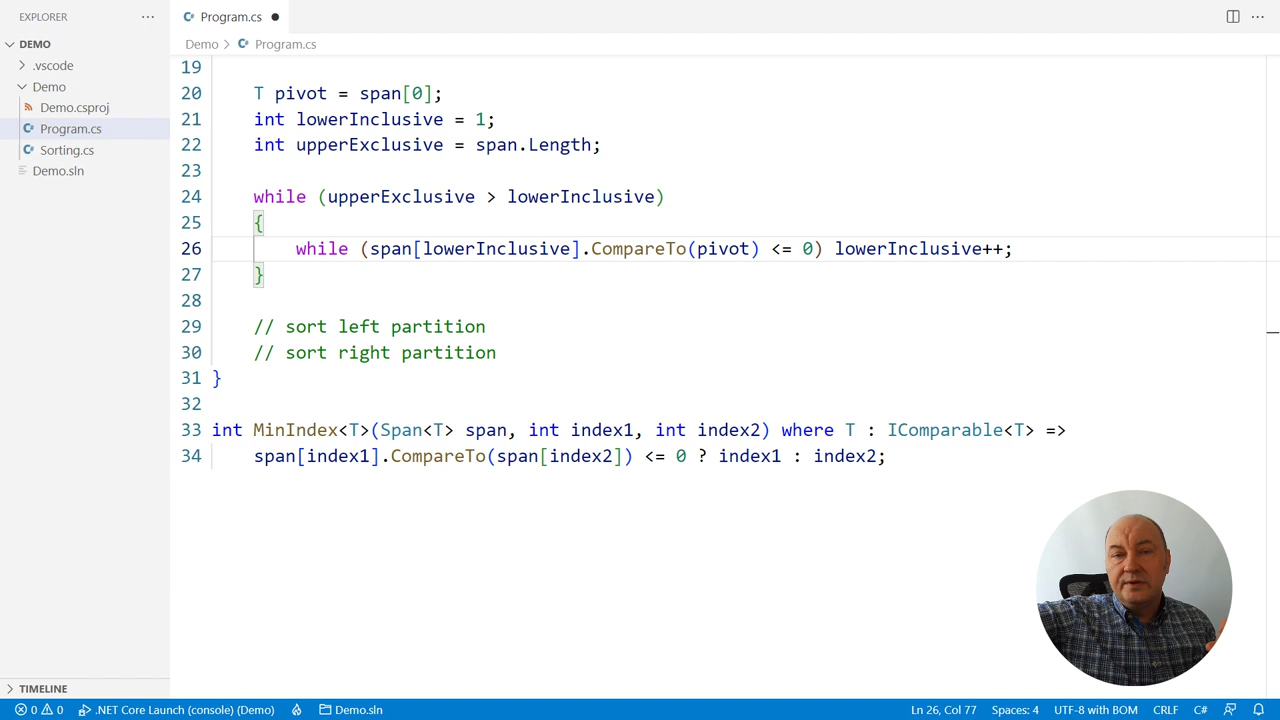 EXPLORER
DEMO
.vscode
Demo
Demo.csproj
Program.cs
Sorting.cs
Demo.sln
TIMELINE
Program.cs
Demo > Program.cs
19
20 T pivot = span[0];
21 int lowerInclusive = 1;
22 int upperExclusive = span.Length;
23
24 while (upperExclusive > lowerInclusive)
25 {
26 while (span[lowerInclusive].CompareTo(pivot) <= 0) lowerInclusive++;
27 }
28
29 // sort left partition
30 // sort right partition
31 }
32
33 int MinIndex<T>(Span<T> span, int index1, int index2) where T : IComparable<T> =>
34 span[index1].CompareTo(span[index2]) <= 0 ? index1 : index2;
0 0 .NET Core Launch (console) (Demo) Demo.sln Ln 26, Col 77 Spaces: 4 UTF-8 with BOM CRLF C#